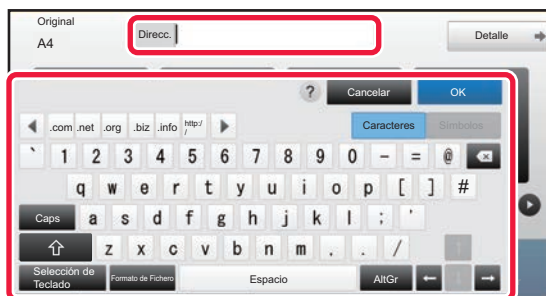 Original
A4
Direcc.
Detalle
? Cancelar OK
.com .net .org .biz .info http:// Caracteres Símbolos
` 1 2 3 4 5 6 7 8 9 0 - = @
q w e r t y u i o p [ ] #
Caps a s d f g h j k l ; '
z x c v b n m , . /
Selección de Teclado Formato de Fichero Espacio AltGr